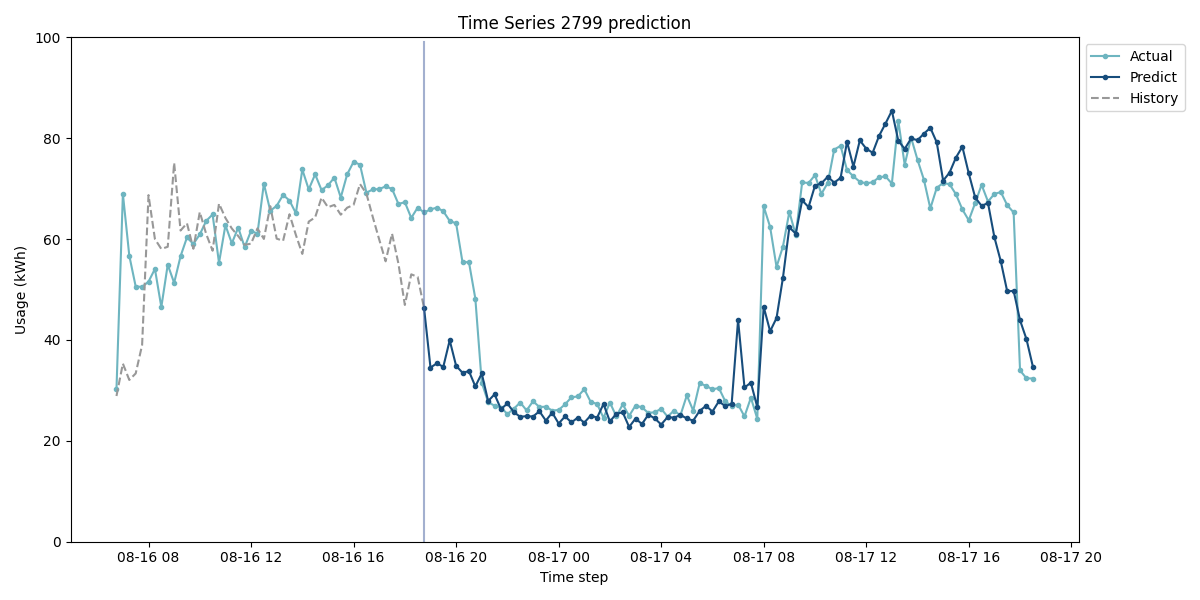 Time Series 2799 prediction
100
80
60
40
20
0
Usage (kWh)
08-16 08
08-16 12
08-16 16
08-16 20
08-17 00
08-17 04
08-17 08
08-17 12
08-17 16
08-17 20
Time step
Actual
Predict
History